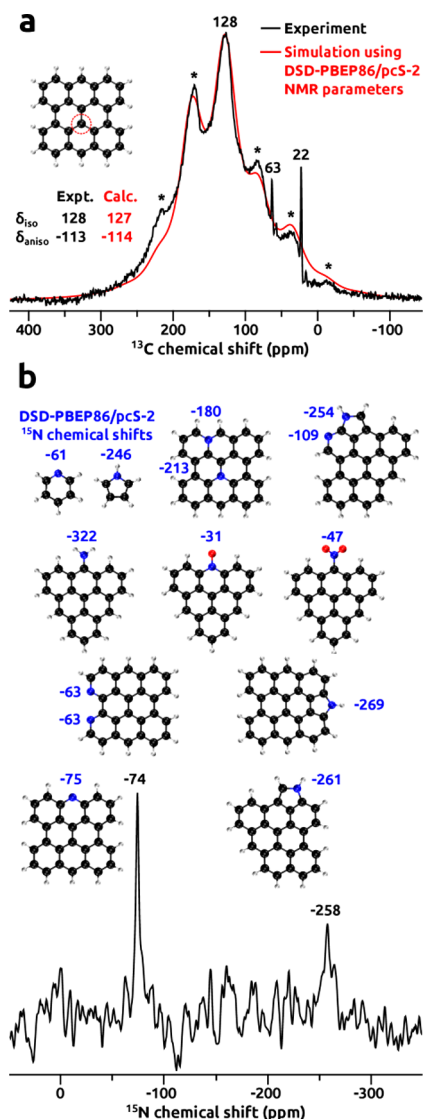 a
128
Experiment
Simulation using
DSD-PBEP86/pcS-2
NMR parameters
*
*
63
22
Expt. Calc.
δiso 128 127
δaniso -113 -114
*
*
*
400 300 200 100 0 -100
13C chemical shift (ppm)
b
DSD-PBEP86/pcS-2
15N chemical shifts
-61 -246
-180
-213
-254
-109
-322
-31
-47
-63
-63
-269
-75
-74
-261
-258
0 -100 -200 -300
15N chemical shift (ppm)